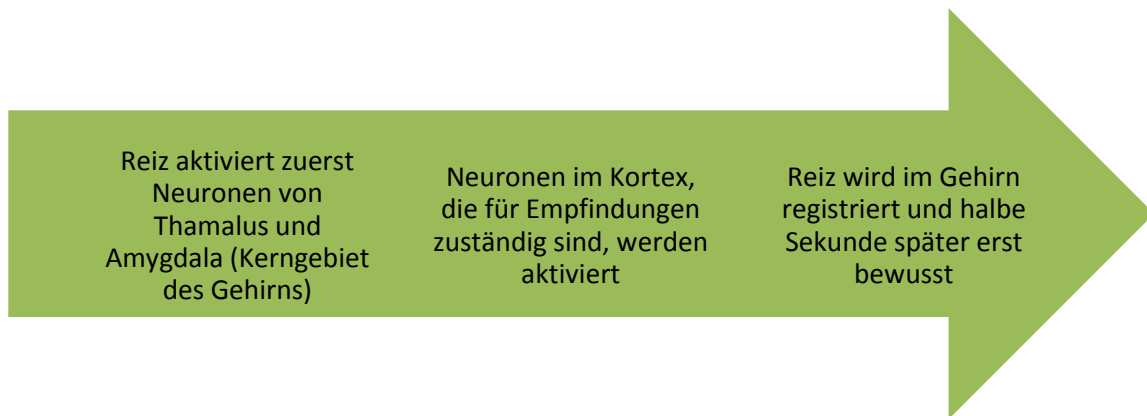 Reiz aktiviert zuerst
Neuronen von
Thamalus und
Amygdala (Kerngebiet
des Gehirns)
Neuronen im Kortex,
die für Empfindungen
zuständig sind, werden
aktiviert
Reiz wird im Gehirn
registriert und halbe
Sekunde später erst
bewusst